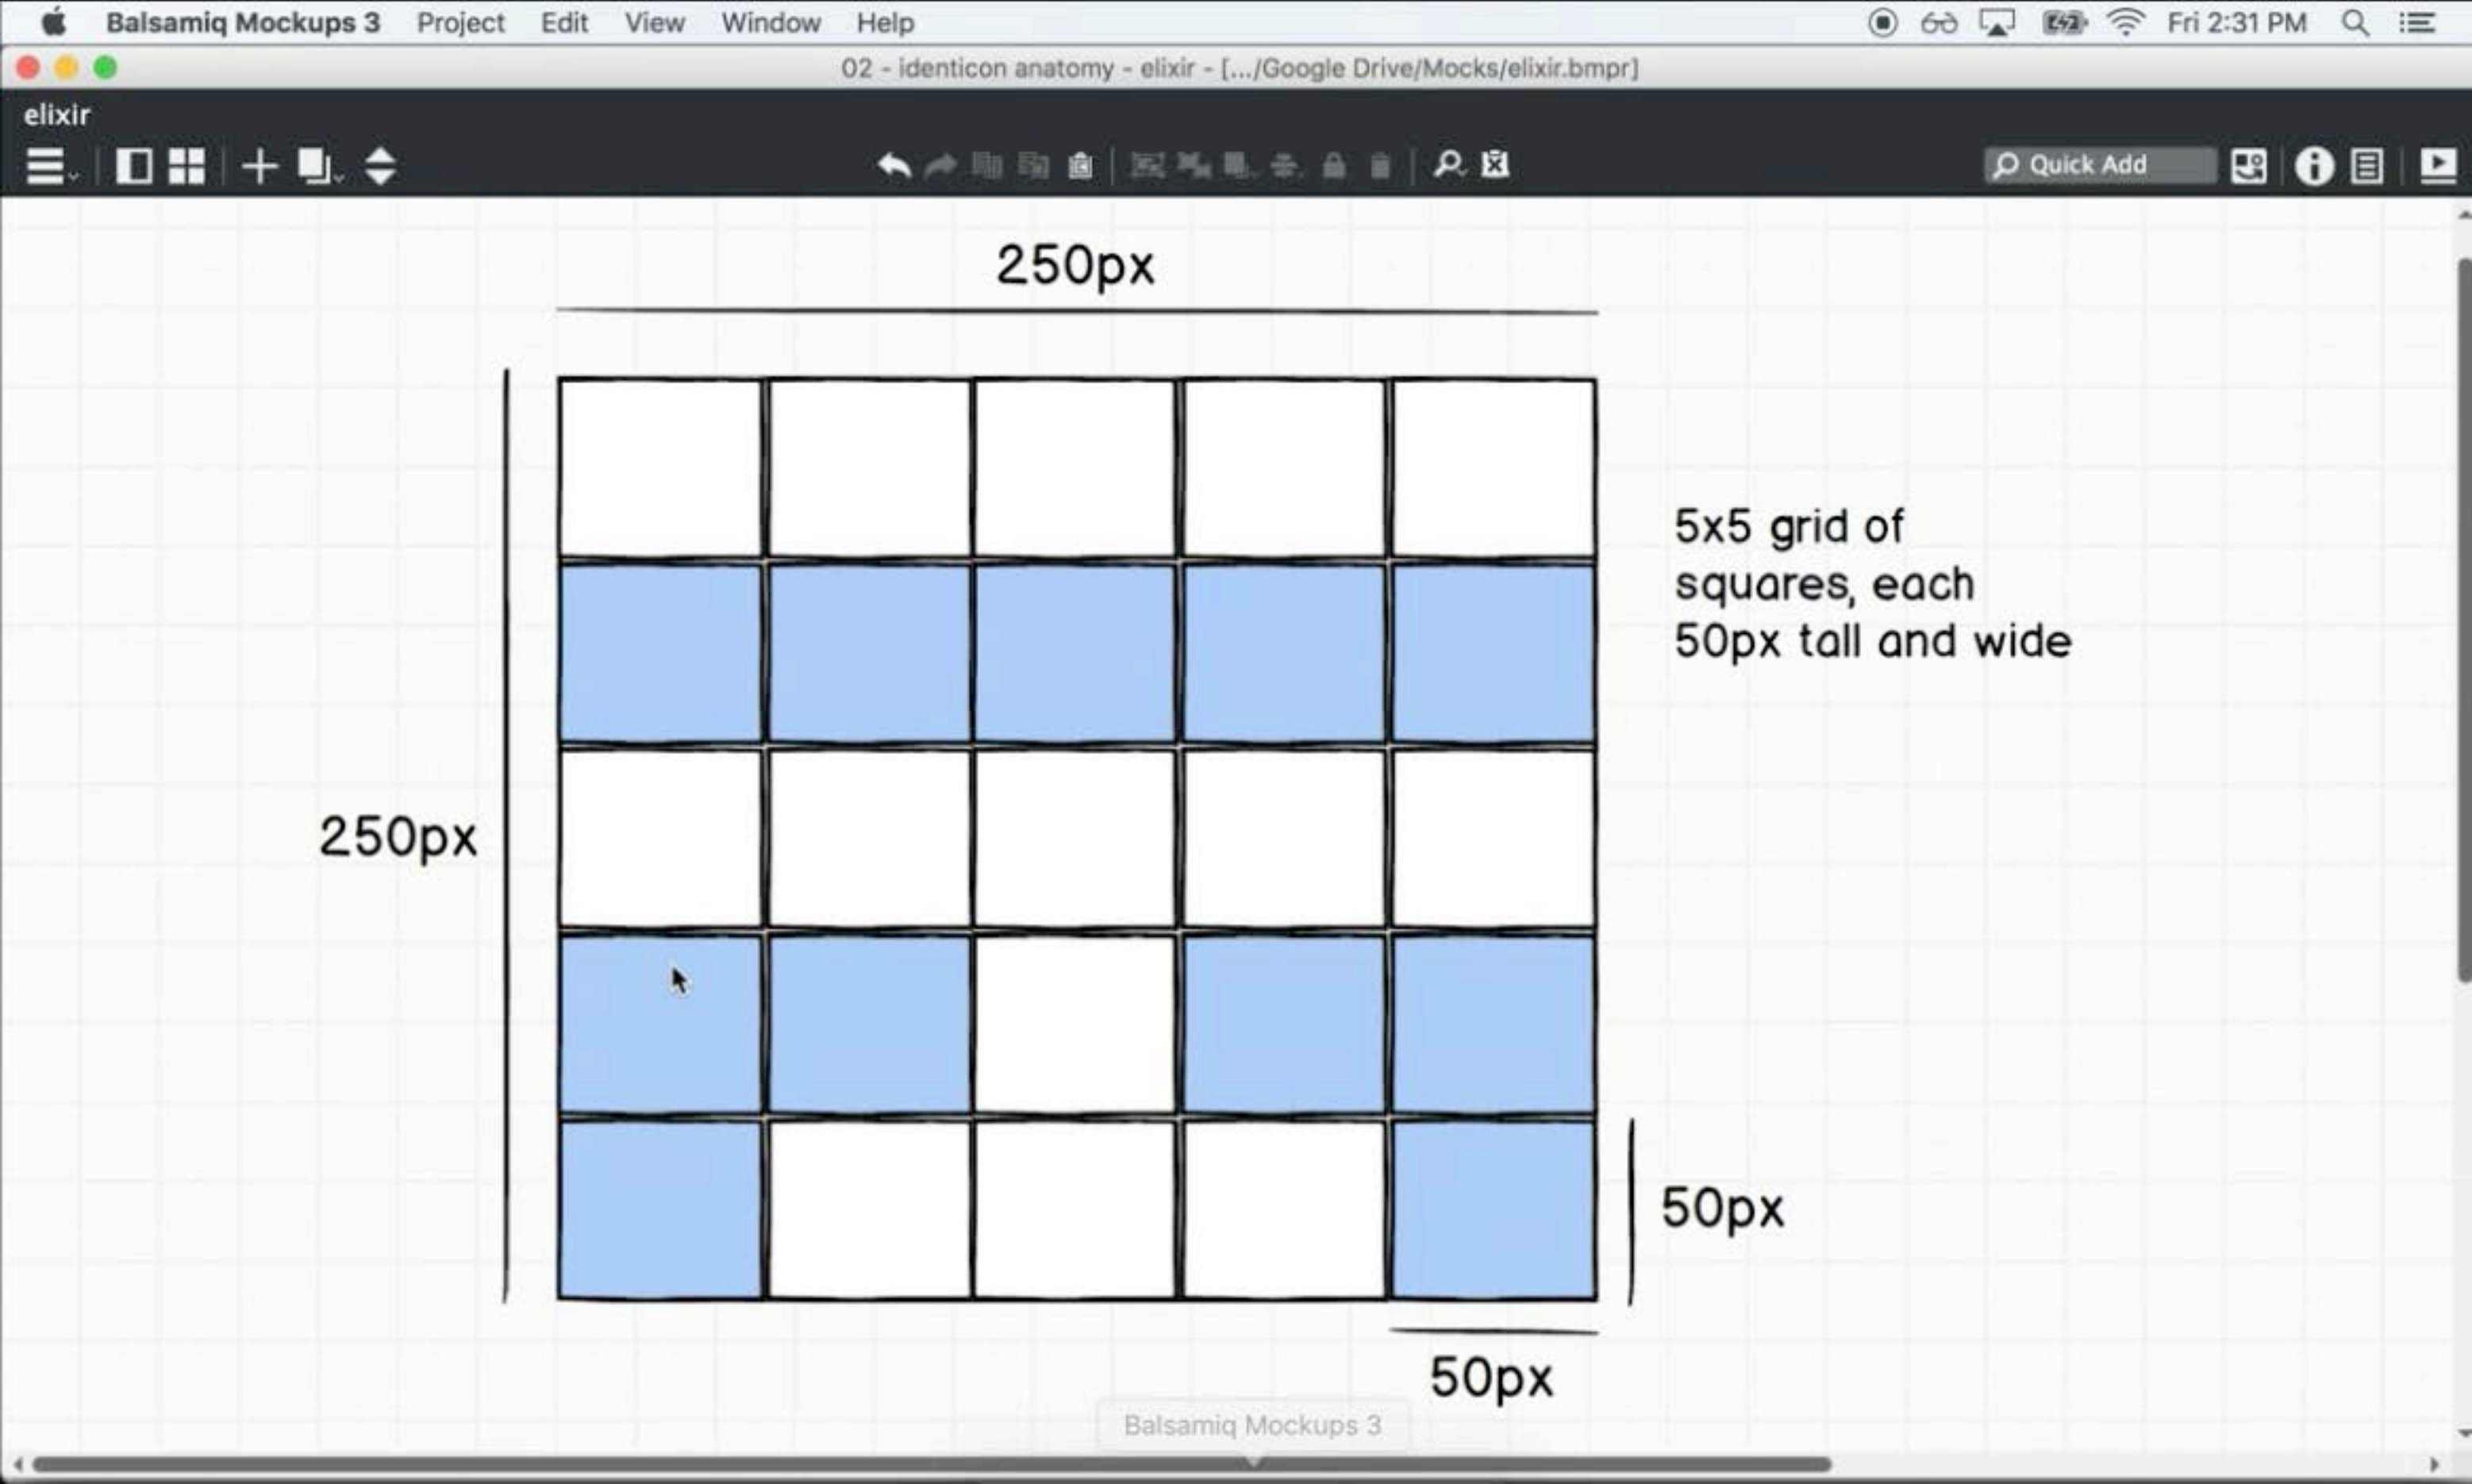 Balsamiq Mockups 3 Project Edit View Window Help Fri 2:31 PM
02 - identicon anatomy - elixir - [.../Google Drive/Mocks/elixir.bmpr]
elixir
Quick Add
250px
5x5 grid of
squares, each
50px tall and wide
250px
50px
50px
Balsamiq Mockups 3